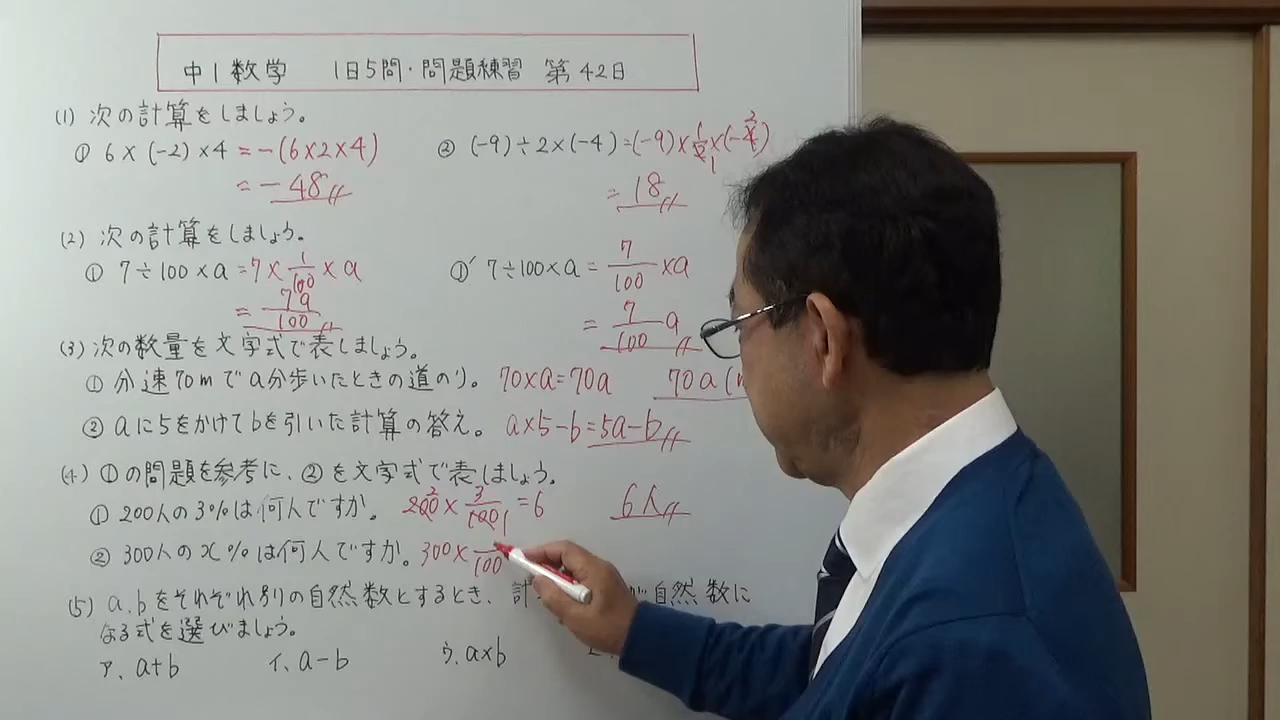 中1数学 1日5問・問題練習 第42日
(1) 次の計算をしましょう。
① 6×(-2)×4=-(6×2×4)
=-48
② (-9)÷2×(-4)=(-9)×1/2×(-4) 2 1
=18
(2) 次の計算をしましょう。
① 7÷100×a=7×1/100×a
=7a/100
①′ 7÷100×a=7/100×a
=7/100a
(3) 次の数量を文字式で表しましょう。
① 分速70mでa分歩いたときの道のり。 70×a=70a 70a(
② aに5をかけてbを引いた計算の答え。 a×5-b=5a-b
(4) ①の問題を参考に、②を文字式で表しましょう。
① 200人の3%は何人ですか。 200 2×3/100 1=6 6人
② 300人のx%は何人ですか。 300× /100
(5) a、bをそれぞれ別の自然数とするとき、計 が自然数に
なる式を選びましょう。
ア、a+b イ、a-b ウ、a×b